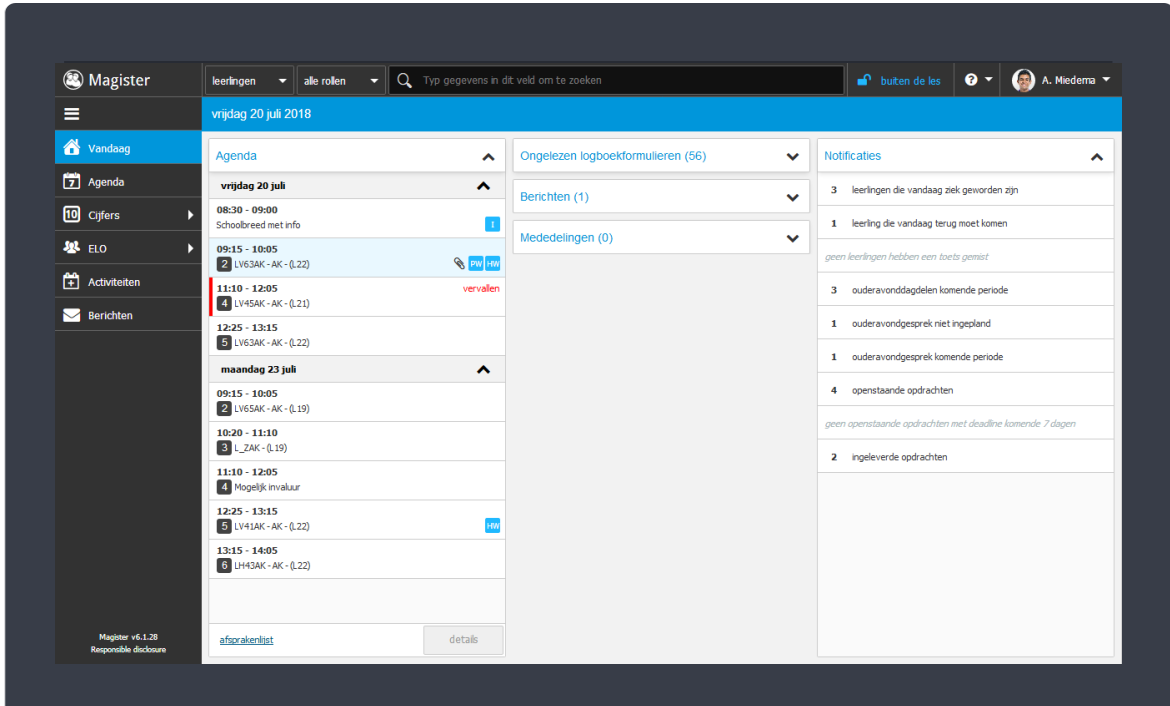 Magister
leerlingen
alle rollen
Typ gegevens in dit veld om te zoeken
buiten de les
?
A. Miedema
vrijdag 20 juli 2018
Vandaag
7 Agenda
10 Cijfers
ELO
Activiteiten
Berichten
Magister v6.1.28
Responsible disclosure
Agenda
vrijdag 20 juli
08:30 - 09:00
Schoolbreed met info I
09:15 - 10:05
2 LV63AK - AK - (L22) PW HW
11:10 - 12:05 vervallen
4 LV45AK - AK - (L21)
12:25 - 13:15
5 LV63AK - AK - (L22)
maandag 23 juli
09:15 - 10:05
2 LV65AK - AK - (L19)
10:20 - 11:10
3 L_ZAK - (L19)
11:10 - 12:05
4 Mogelijk invaluur
12:25 - 13:15
5 LV41AK - AK - (L22) HW
13:15 - 14:05
6 LH43AK - AK - (L22)
afsprakenlijst
details
Ongelezen logboekformulieren (56)
Berichten (1)
Mededelingen (0)
Notificaties
3 leerlingen die vandaag ziek geworden zijn
1 leerling die vandaag terug moet komen
geen leerlingen hebben een toets gemist
3 ouderavonddagdelen komende periode
1 ouderavondgesprek niet ingepland
1 ouderavondgesprek komende periode
4 openstaande opdrachten
geen openstaande opdrachten met deadline komende 7 dagen
2 ingeleverde opdrachten